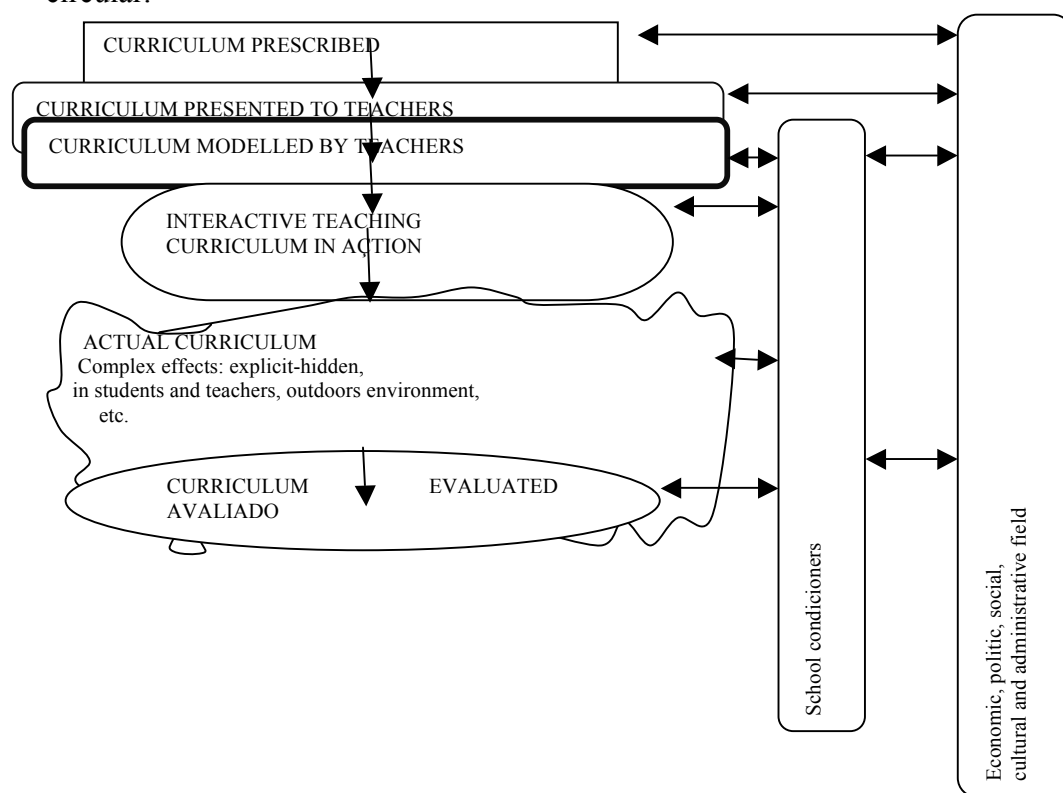 circular.
CURRICULUM PRESCRIBED
CURRICULUM PRESENTED TO TEACHERS
CURRICULUM MODELLED BY TEACHERS
INTERACTIVE TEACHING
CURRICULUM IN ACTION
ACTUAL CURRICULUM
Complex effects: explicit-hidden,
in students and teachers, outdoors environment,
etc.
CURRICULUM EVALUATED
AVALIADO
School condicioners
Economic, politic, social,
cultural and administrative field